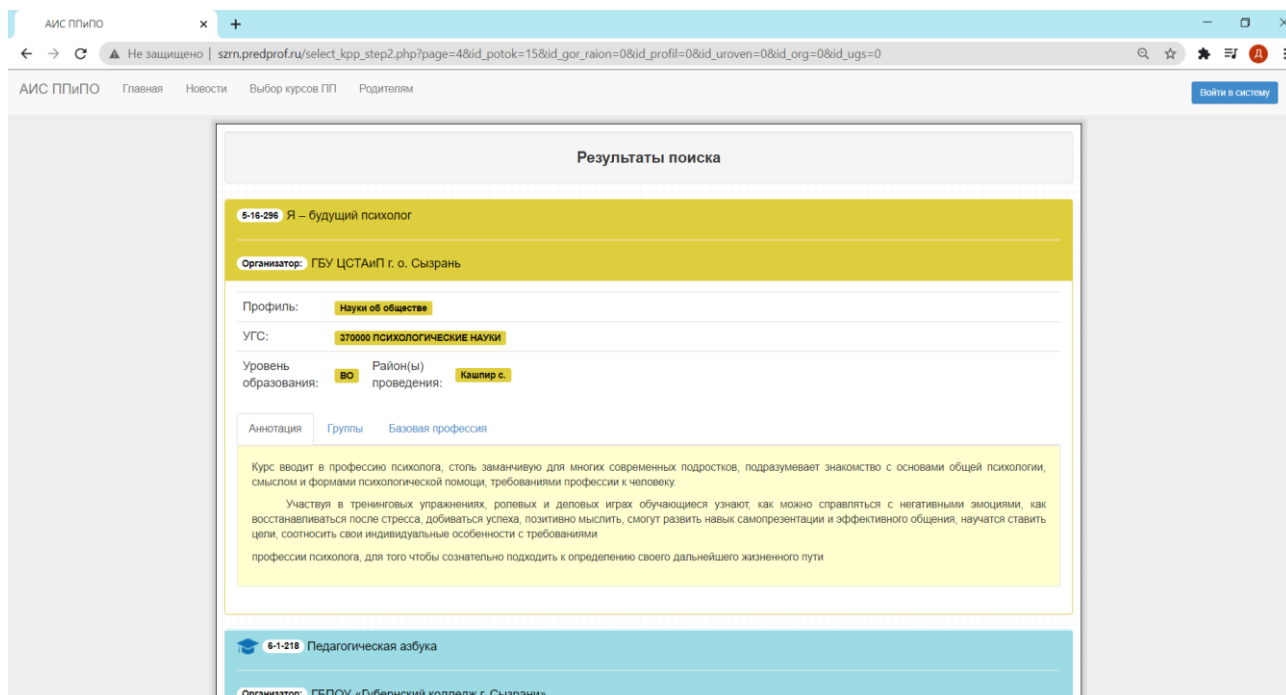 АИС ППиПО
Не защищено | szrn.predprof.ru/select_kpp_step2.php?page=4&id_potok=15&id_gor_raion=0&id_profil=0&id_uroven=0&id_org=0&id_ugs=0
Д
АИС ППиПО Главная Новости Выбор курсов ПП Родителям Войти в систему
Результаты поиска
5-16-296 Я – будущий психолог
Организатор: ГБУ ЦСТАиП г. о. Сызрань
Профиль: Науки об обществе
УГС: 370000 ПСИХОЛОГИЧЕСКИЕ НАУКИ
Уровень образования: ВО Район(ы) проведения: Кашпир с.
Аннотация Группы Базовая профессия
Курс вводит в профессию психолога, столь заманчивую для многих современных подростков, подразумевает знакомство с основами общей психологии,
смыслом и формами психологической помощи, требованиями профессии к человеку.
Участвуя в тренинговых упражнениях, ролевых и деловых играх обучающиеся узнают, как можно справляться с негативными эмоциями, как
восстанавливаться после стресса, добиваться успеха, позитивно мыслить, смогут развить навык самопрезентации и эффективного общения, научатся ставить
цели, соотносить свои индивидуальные особенности с требованиями
профессии психолога, для того чтобы сознательно подходить к определению своего дальнейшего жизненного пути
6-1-218 Педагогическая азбука
Организатор: ГБПОУ «Губернский колледж г. Сызрани»